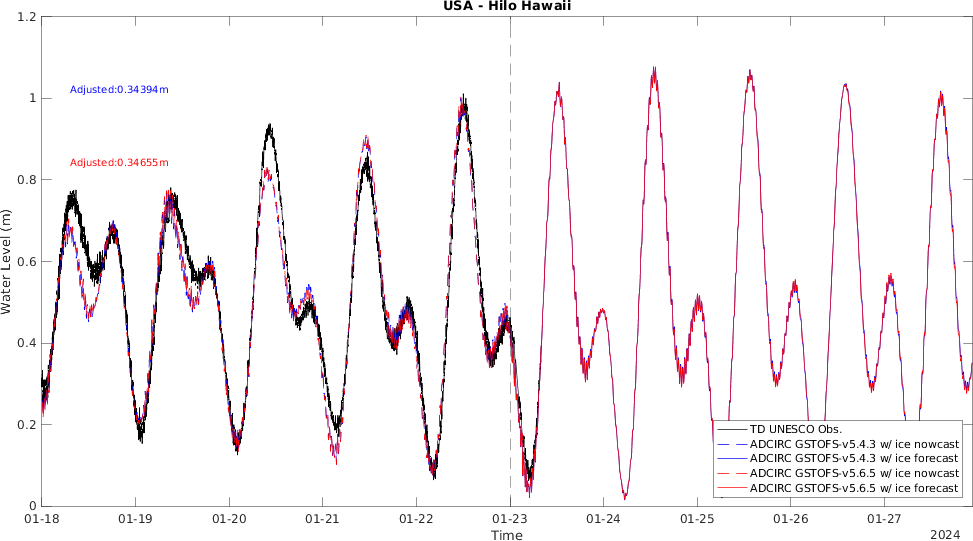 USA - Hilo Hawaii
1.2
1
0.8
0.6
0.4
0.2
0
Water Level (m)
Adjusted:0.34394m
Adjusted:0.34655m
TD UNESCO Obs.
ADCIRC GSTOFS-v5.4.3 w/ ice nowcast
ADCIRC GSTOFS-v5.4.3 w/ ice forecast
ADCIRC GSTOFS-v5.6.5 w/ ice nowcast
ADCIRC GSTOFS-v5.6.5 w/ ice forecast
01-18 01-19 01-20 01-21 01-22 01-23 01-24 01-25 01-26 01-27
Time
2024